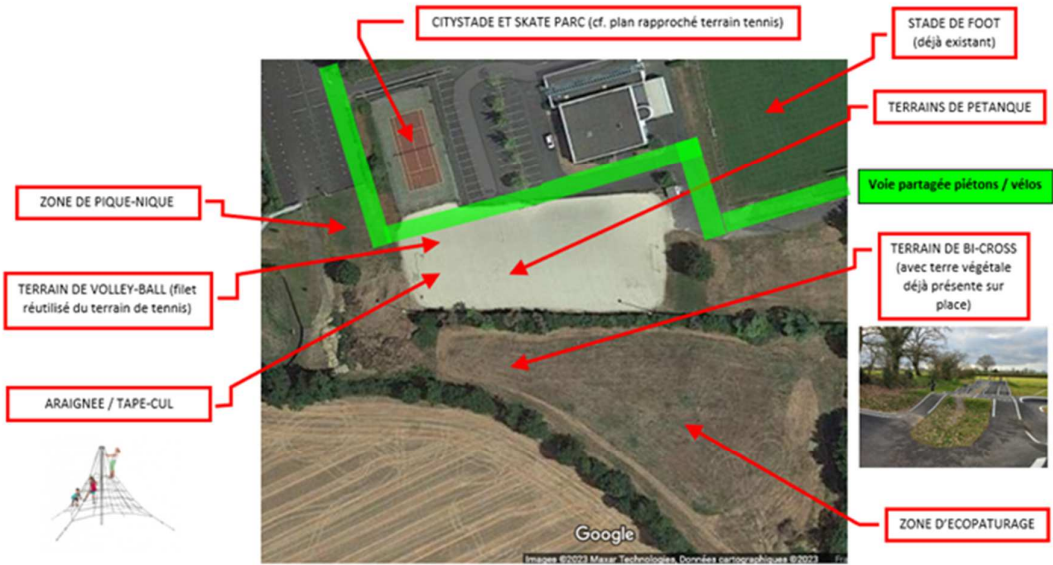 CITYSTADE ET SKATE PARC (cf. plan rapproché terrain tennis)
STADE DE FOOT
(déjà existant)
TERRAINS DE PETANQUE
Voie partagée piétons / vélos
ZONE DE PIQUE-NIQUE
TERRAIN DE BI-CROSS
(avec terre végétale
déjà présente sur
place)
TERRAIN DE VOLLEY-BALL (filet
réutilisé du terrain de tennis)
ARAIGNEE / TAPE-CUL
ZONE D'ECOPATURAGE
Google
Images ©2023 Maxar Technologies, Données cartographiques ©2023